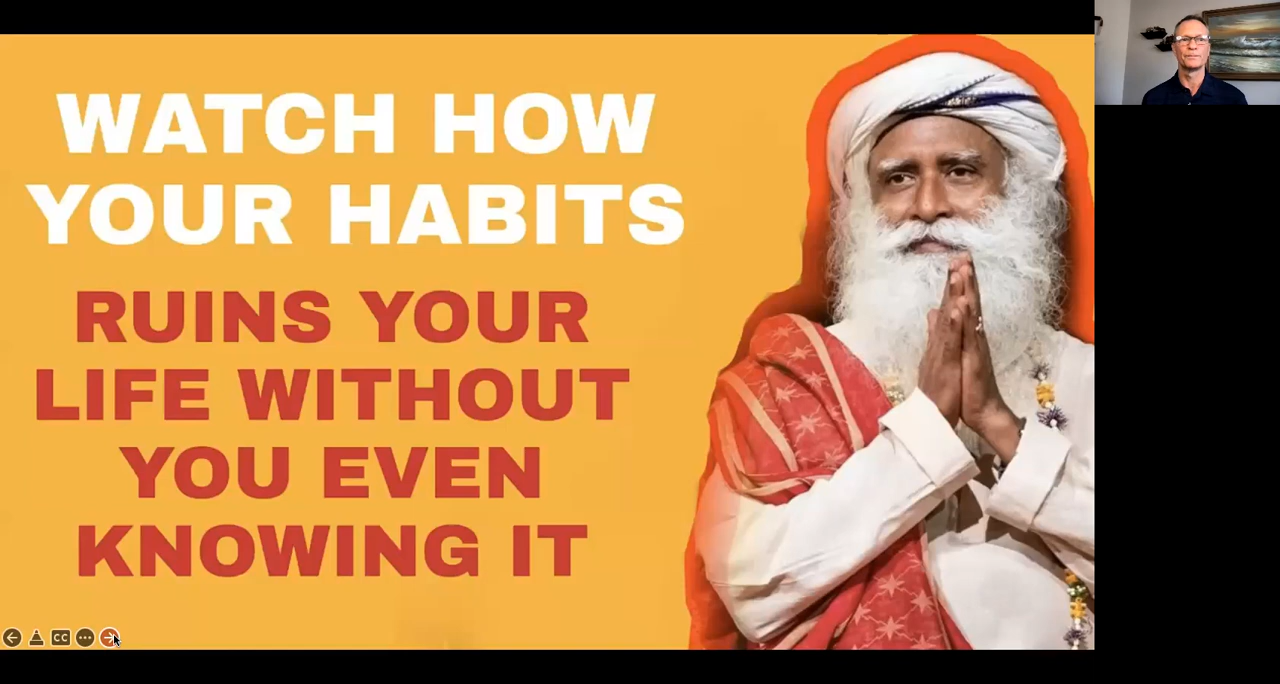 WATCH HOW
YOUR HABITS
RUINS YOUR
LIFE WITHOUT
YOU EVEN
KNOWING IT
CC